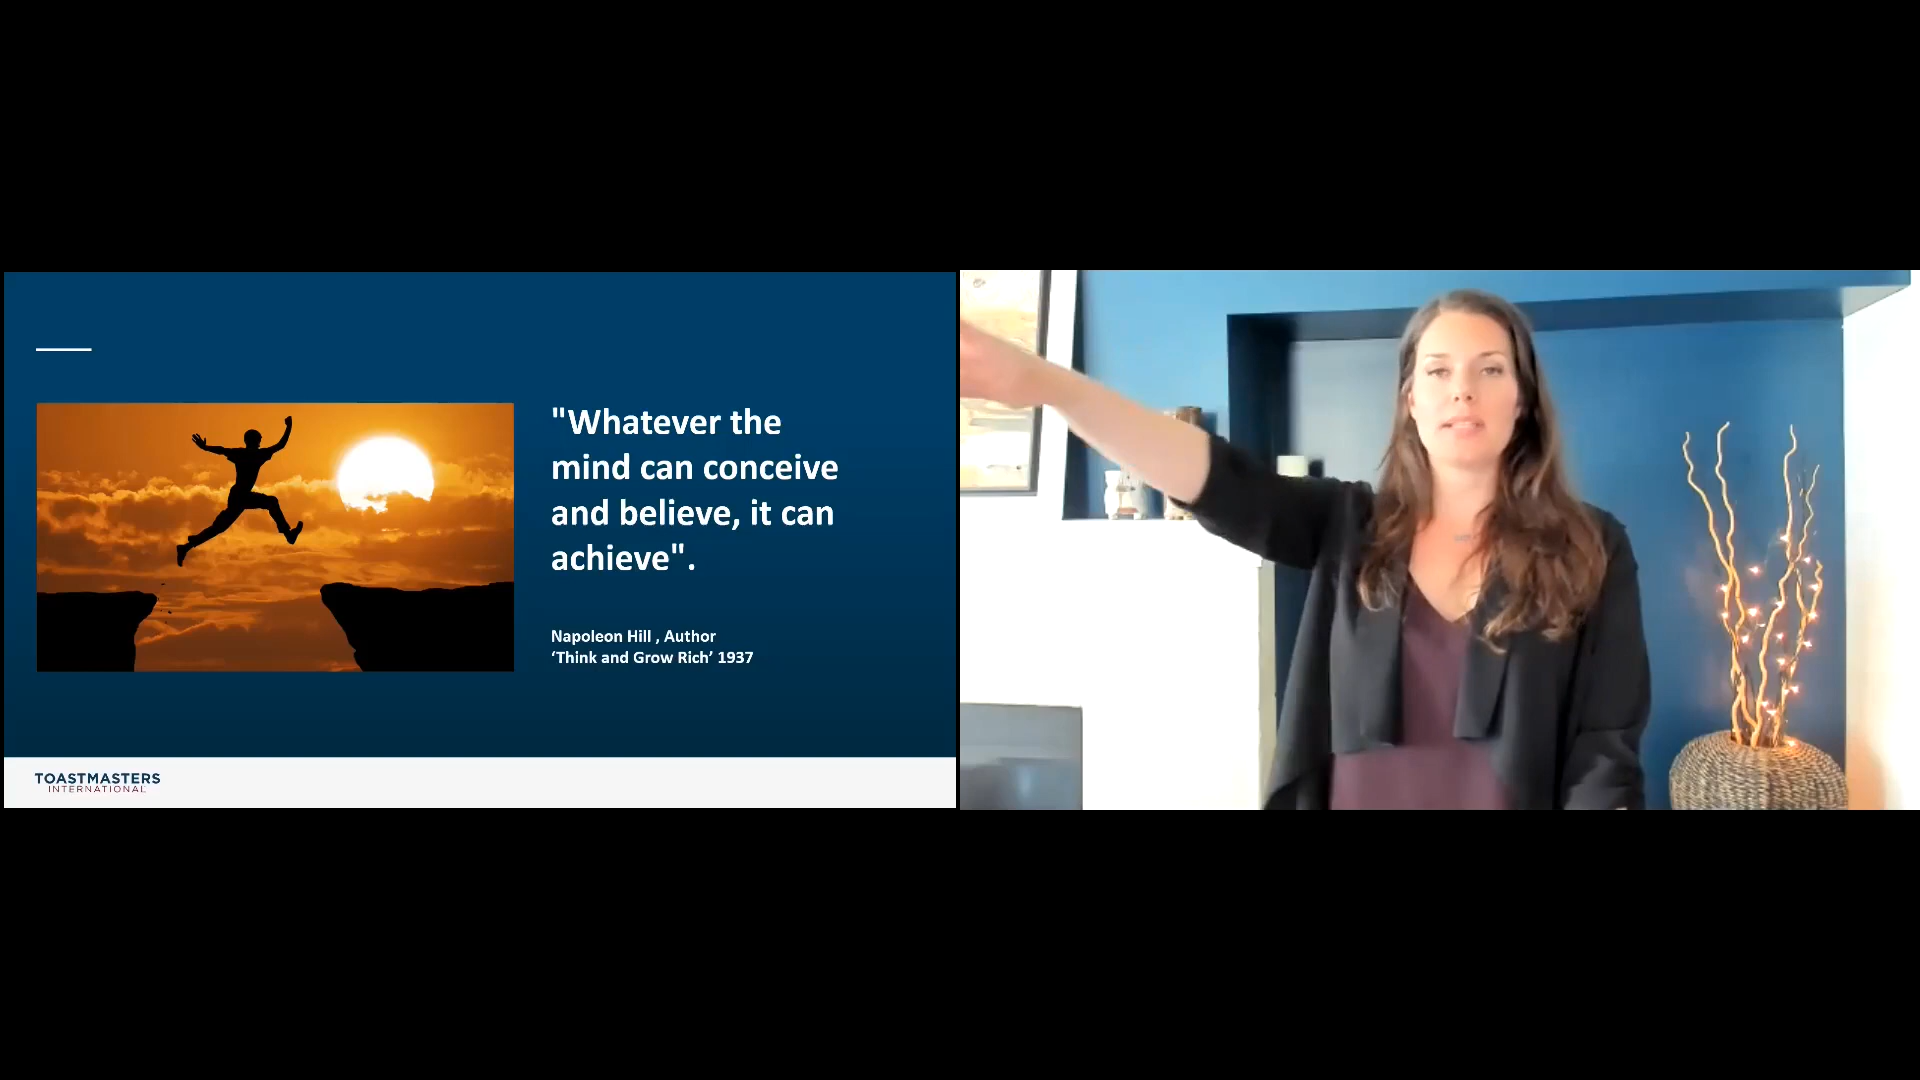 "Whatever the
mind can conceive
and believe, it can
achieve".
Napoleon Hill , Author
‘Think and Grow Rich’ 1937
TOASTMASTERS
INTERNATIONAL